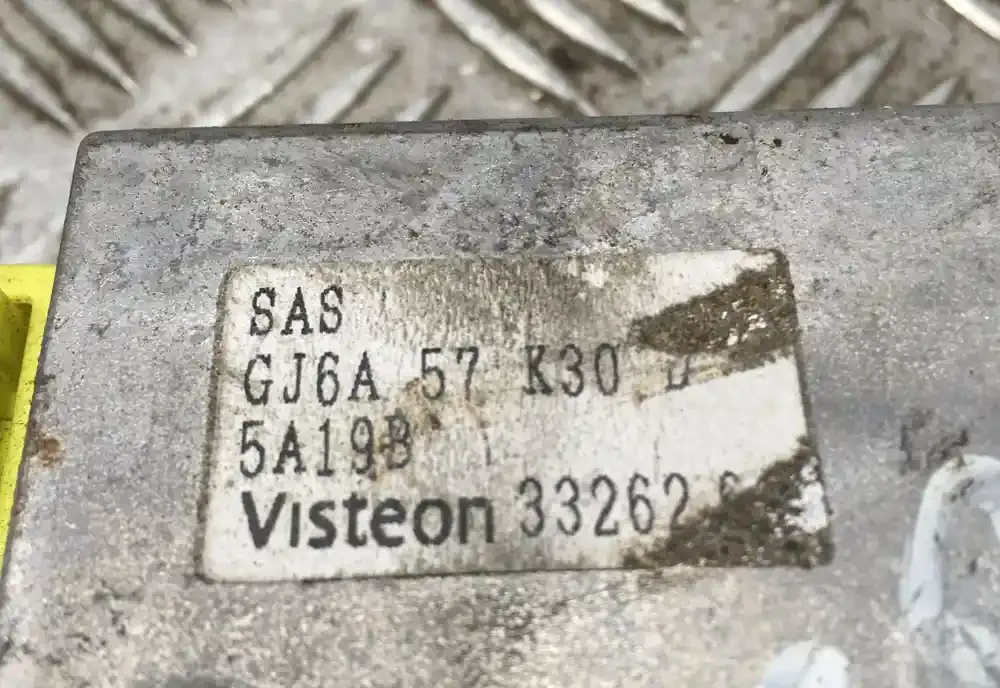 SAS
GJ6A 57 K30
5A19B
Visteon 33262